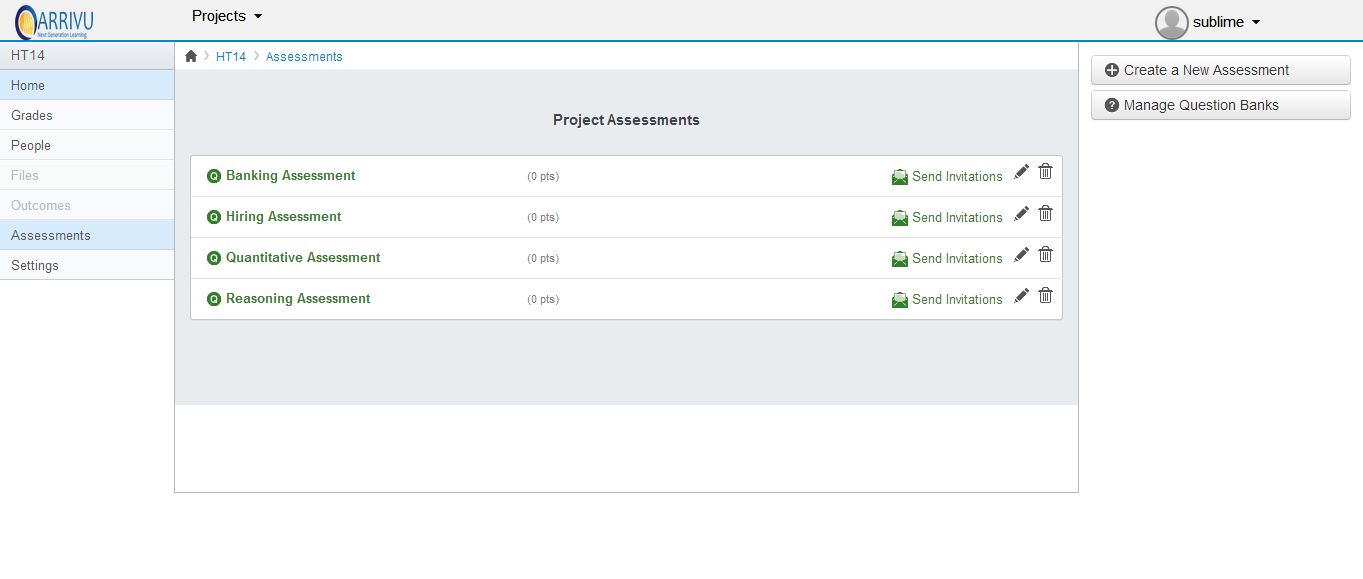 ARRIVU
Next Generation Learning
Projects
sublime
HT14
Home
Grades
People
Files
Outcomes
Assessments
Settings
HT14 Assessments
Project Assessments
Q Banking Assessment (0 pts) Send Invitations
Q Hiring Assessment (0 pts) Send Invitations
Q Quantitative Assessment (0 pts) Send Invitations
Q Reasoning Assessment (0 pts) Send Invitations
Create a New Assessment
? Manage Question Banks